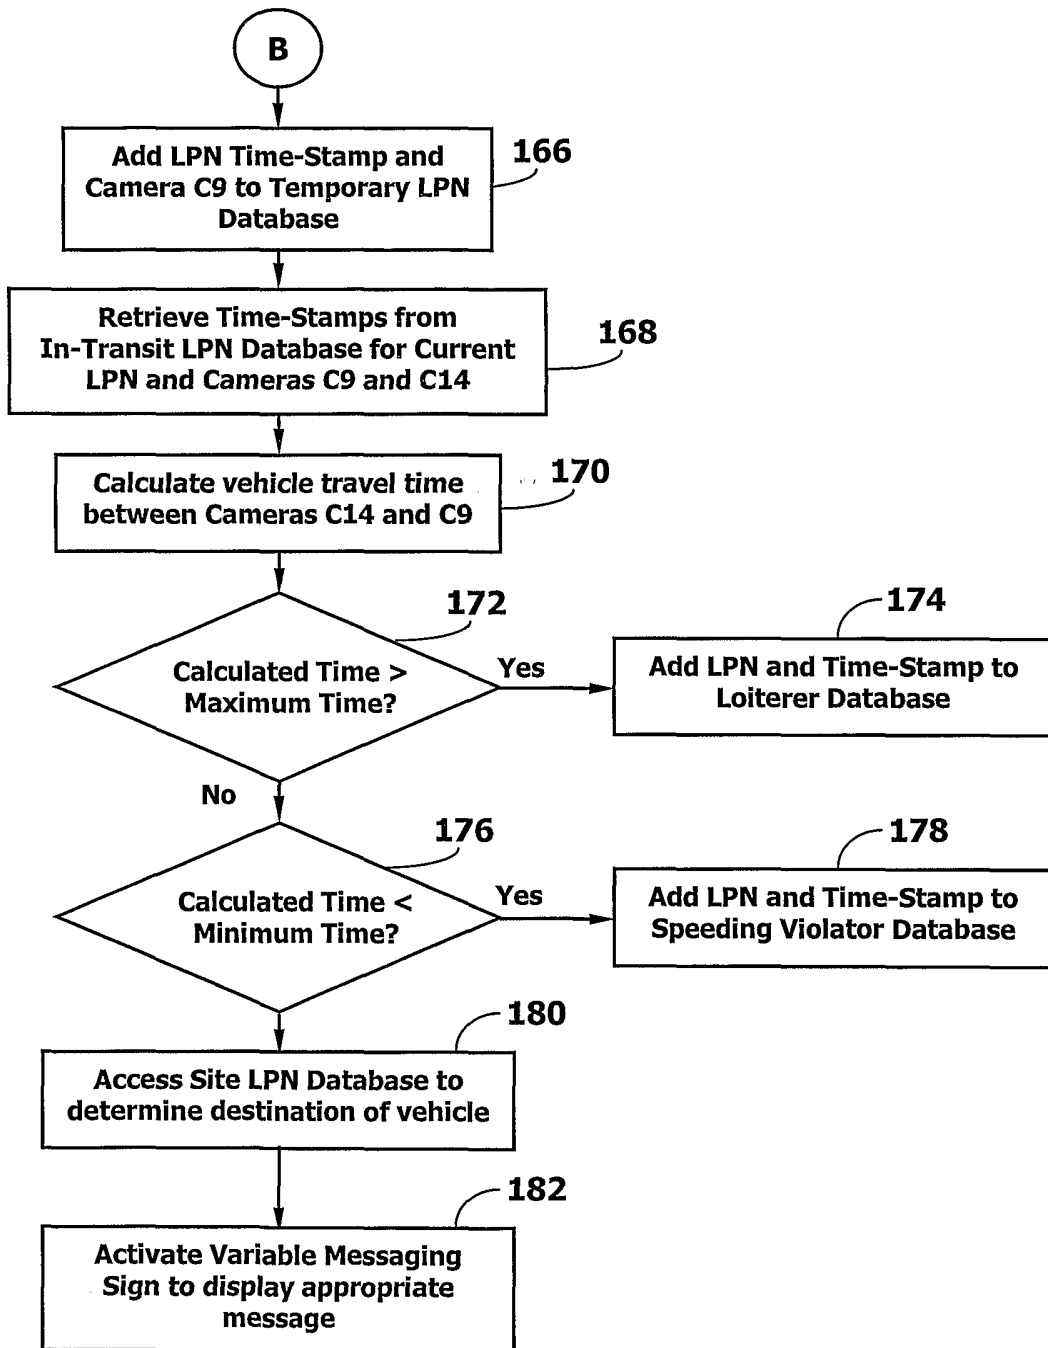 B
Add LPN Time-Stamp and
Camera C9 to Temporary LPN
Database
166
Retrieve Time-Stamps from
In-Transit LPN Database for Current
LPN and Cameras C9 and C14
168
Calculate vehicle travel time
between Cameras C14 and C9
170
172
Calculated Time >
Maximum Time?
Yes
174
Add LPN and Time-Stamp to
Loiterer Database
No
176
Calculated Time <
Minimum Time?
Yes
178
Add LPN and Time-Stamp to
Speeding Violator Database
180
Access Site LPN Database to
determine destination of vehicle
182
Activate Variable Messaging
Sign to display appropriate
message